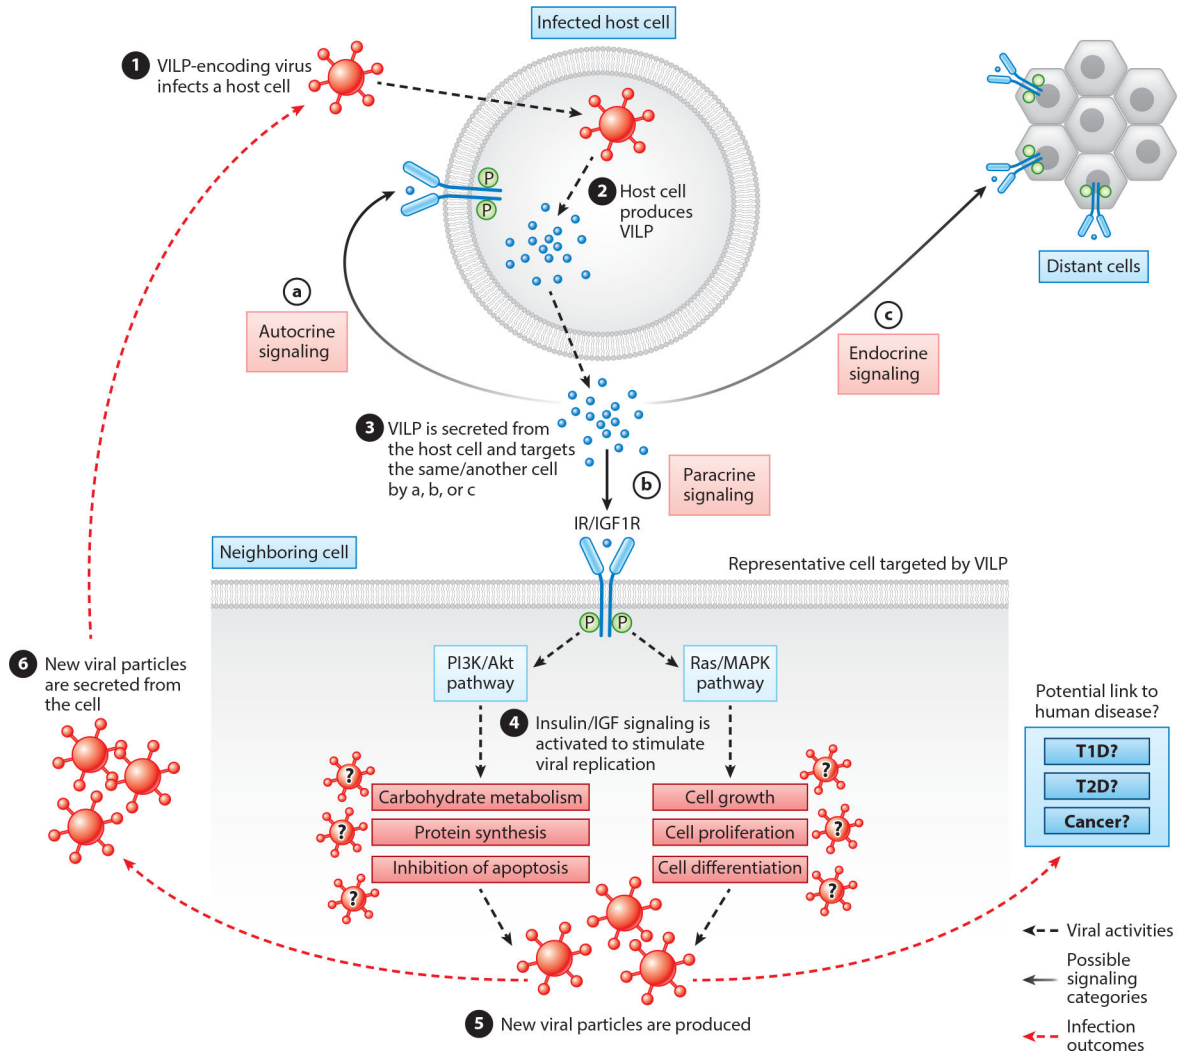 Infected host cell
1 VILP-encoding virus
infects a host cell
P
P
2 Host cell
produces
VILP
Distant cells
a
Autocrine
signaling
c
Endocrine
signaling
3 VILP is secreted from
the host cell and targets
the same/another cell
by a, b, or c
b
Paracrine
signaling
IR/IGF1R
Neighboring cell
Representative cell targeted by VILP
P P
PI3K/Akt
pathway
Ras/MAPK
pathway
4 Insulin/IGF signaling is
activated to stimulate
viral replication
6 New viral particles
are secreted from
the cell
Potential link to
human disease?
T1D?
T2D?
Cancer?
? Carbohydrate metabolism
? Protein synthesis
? Inhibition of apoptosis
Cell growth ?
Cell proliferation ?
Cell differentiation ?
5 New viral particles are produced
Viral activities
Possible
signaling
categories
Infection
outcomes